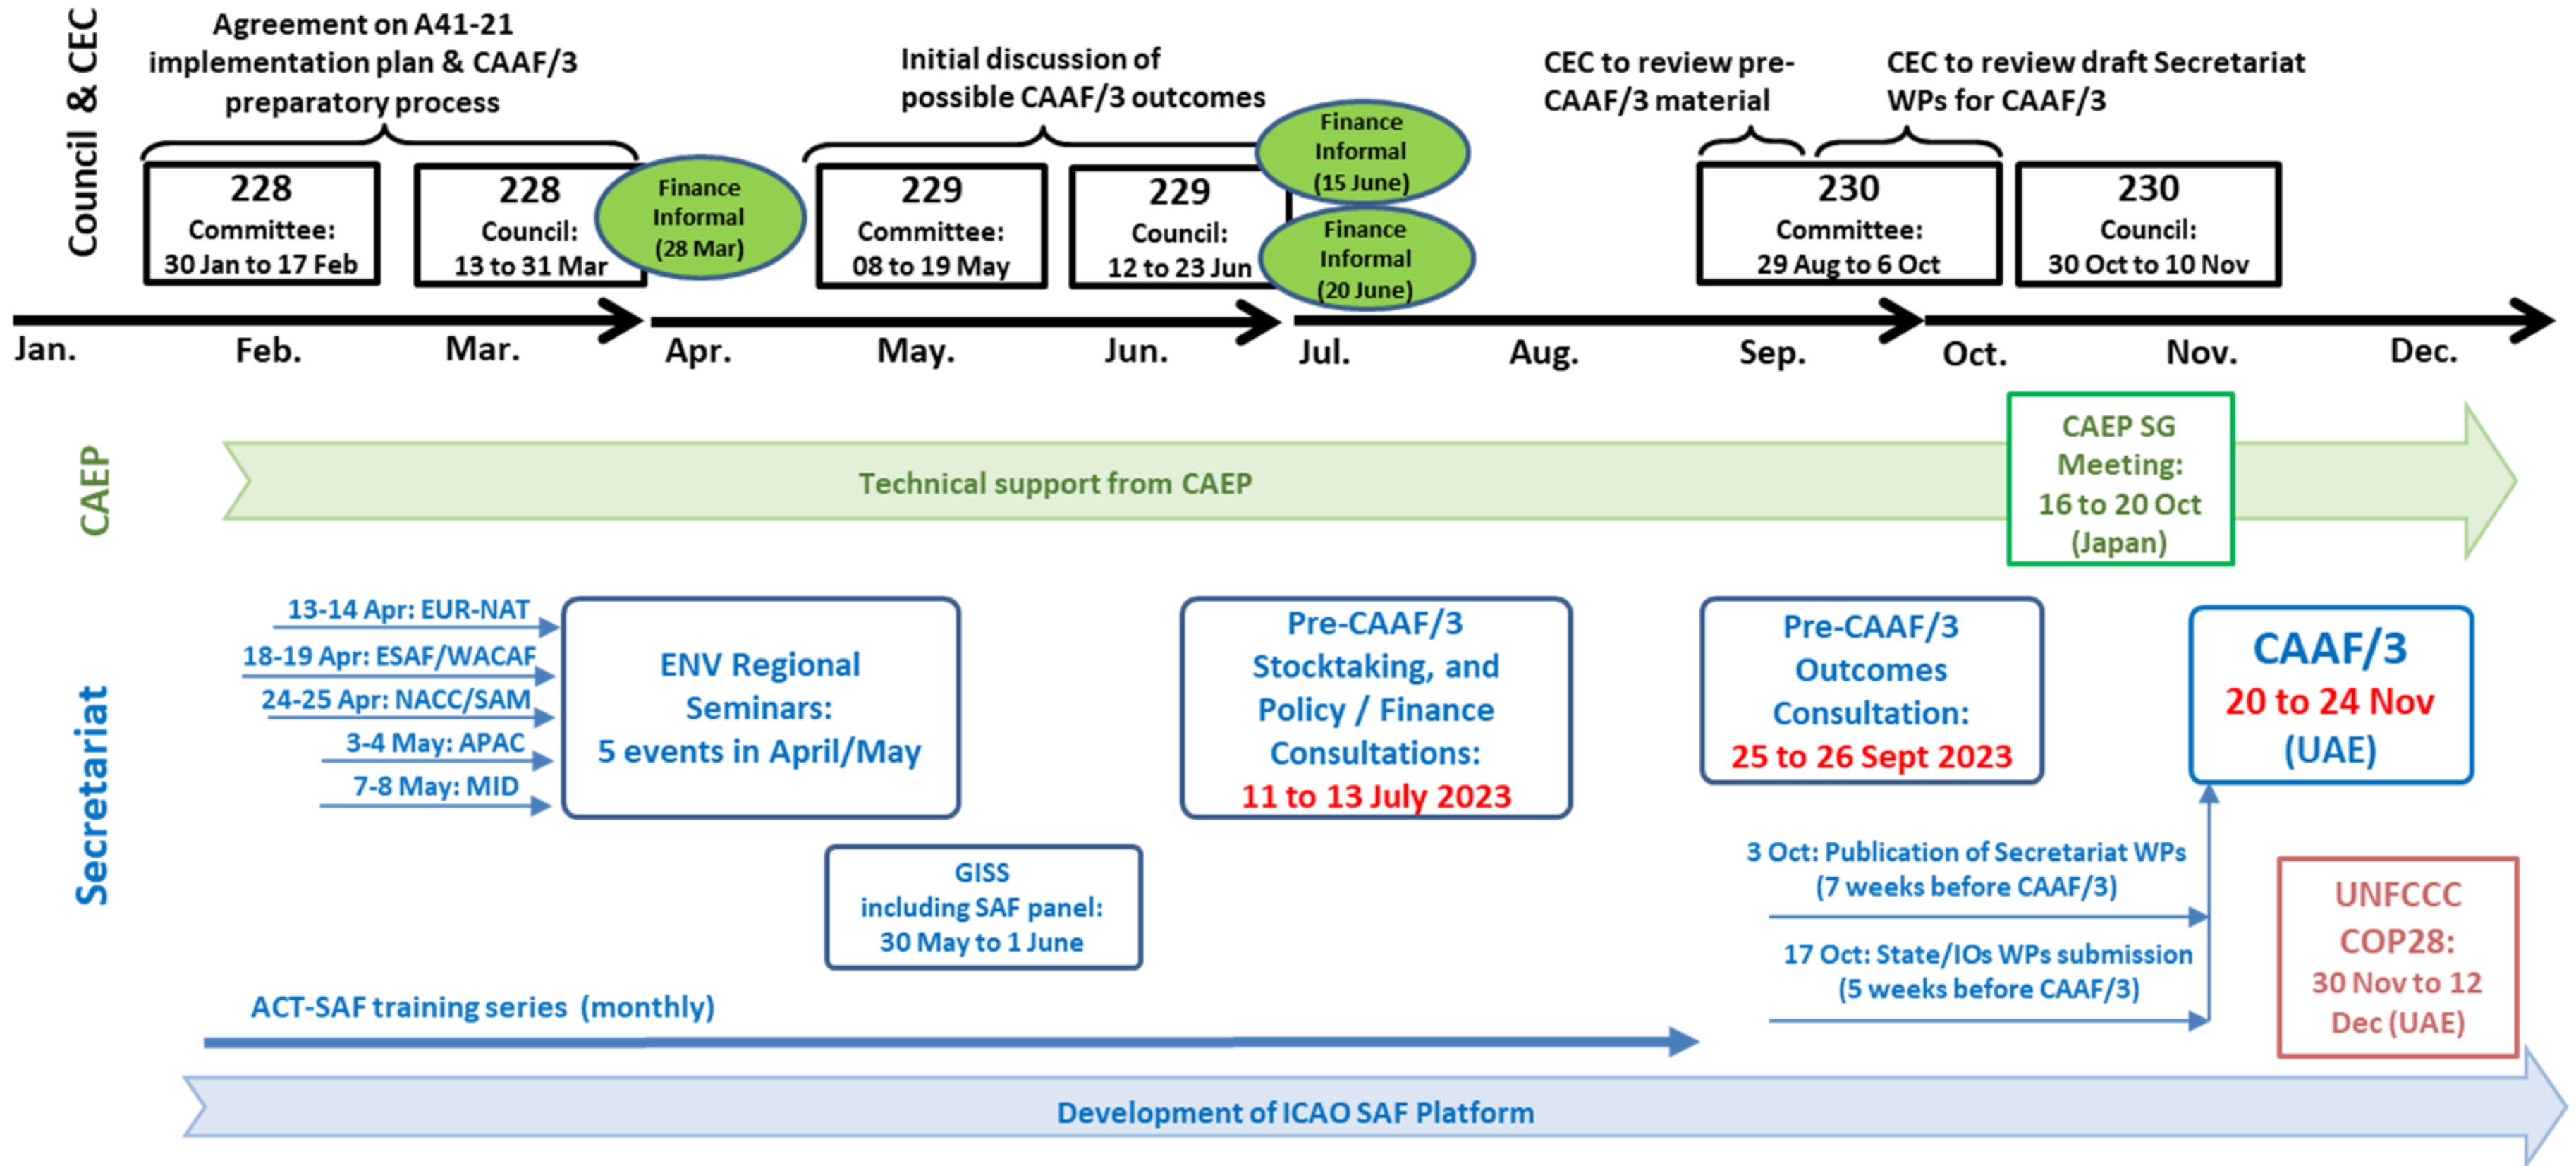 Council & CEC
Agreement on A41-21
implementation plan & CAAF/3
preparatory process
Initial discussion of
possible CAAF/3 outcomes
CEC to review pre-
CAAF/3 material
CEC to review draft Secretariat
WPs for CAAF/3
228
Committee:
30 Jan to 17 Feb
228
Council:
13 to 31 Mar
Finance
Informal
(28 Mar)
229
Committee:
08 to 19 May
229
Council:
12 to 23 Jun
Finance
Informal
(15 June)
Finance
Informal
(20 June)
230
Committee:
29 Aug to 6 Oct
230
Council:
30 Oct to 10 Nov
Jan.
Feb.
Mar.
Apr.
May.
Jun.
Jul.
Aug.
Sep.
Oct.
Nov.
Dec.
CAEP
Technical support from CAEP
CAEP SG
Meeting:
16 to 20 Oct
(Japan)
Secretariat
13-14 Apr: EUR-NAT
18-19 Apr: ESAF/WACAF
24-25 Apr: NACC/SAM
3-4 May: APAC
7-8 May: MID
ENV Regional
Seminars:
5 events in April/May
Pre-CAAF/3
Stocktaking, and
Policy / Finance
Consultations:
11 to 13 July 2023
Pre-CAAF/3
Outcomes
Consultation:
25 to 26 Sept 2023
CAAF/3
20 to 24 Nov
(UAE)
GISS
including SAF panel:
30 May to 1 June
3 Oct: Publication of Secretariat WPs
(7 weeks before CAAF/3)
17 Oct: State/IOs WPs submission
(5 weeks before CAAF/3)
UNFCCC
COP28:
30 Nov to 12
Dec (UAE)
ACT-SAF training series (monthly)
Development of ICAO SAF Platform